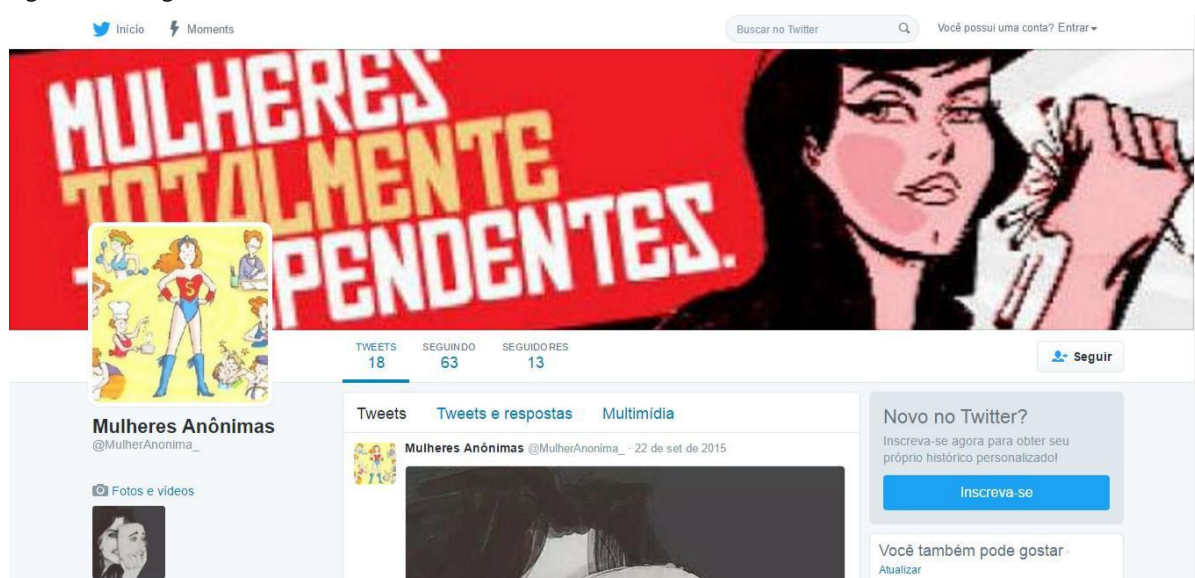 Início
Moments
Buscar no Twitter
Você possui uma conta? Entrar
MULHERES
TOTALMENTE
PENDENTES.
S
TWEETS
18
SEGUINDO
63
SEGUIDORES
13
Seguir
Mulheres Anônimas
@MulherAnonima_
Fotos e vídeos
Tweets
Tweets e respostas
Multimídia
Mulheres Anônimas @MulherAnonima_ · 22 de set de 2015
Novo no Twitter?
Inscreva-se agora para obter seu
próprio histórico personalizado!
Inscreva-se
Você também pode gostar ·
Atualizar